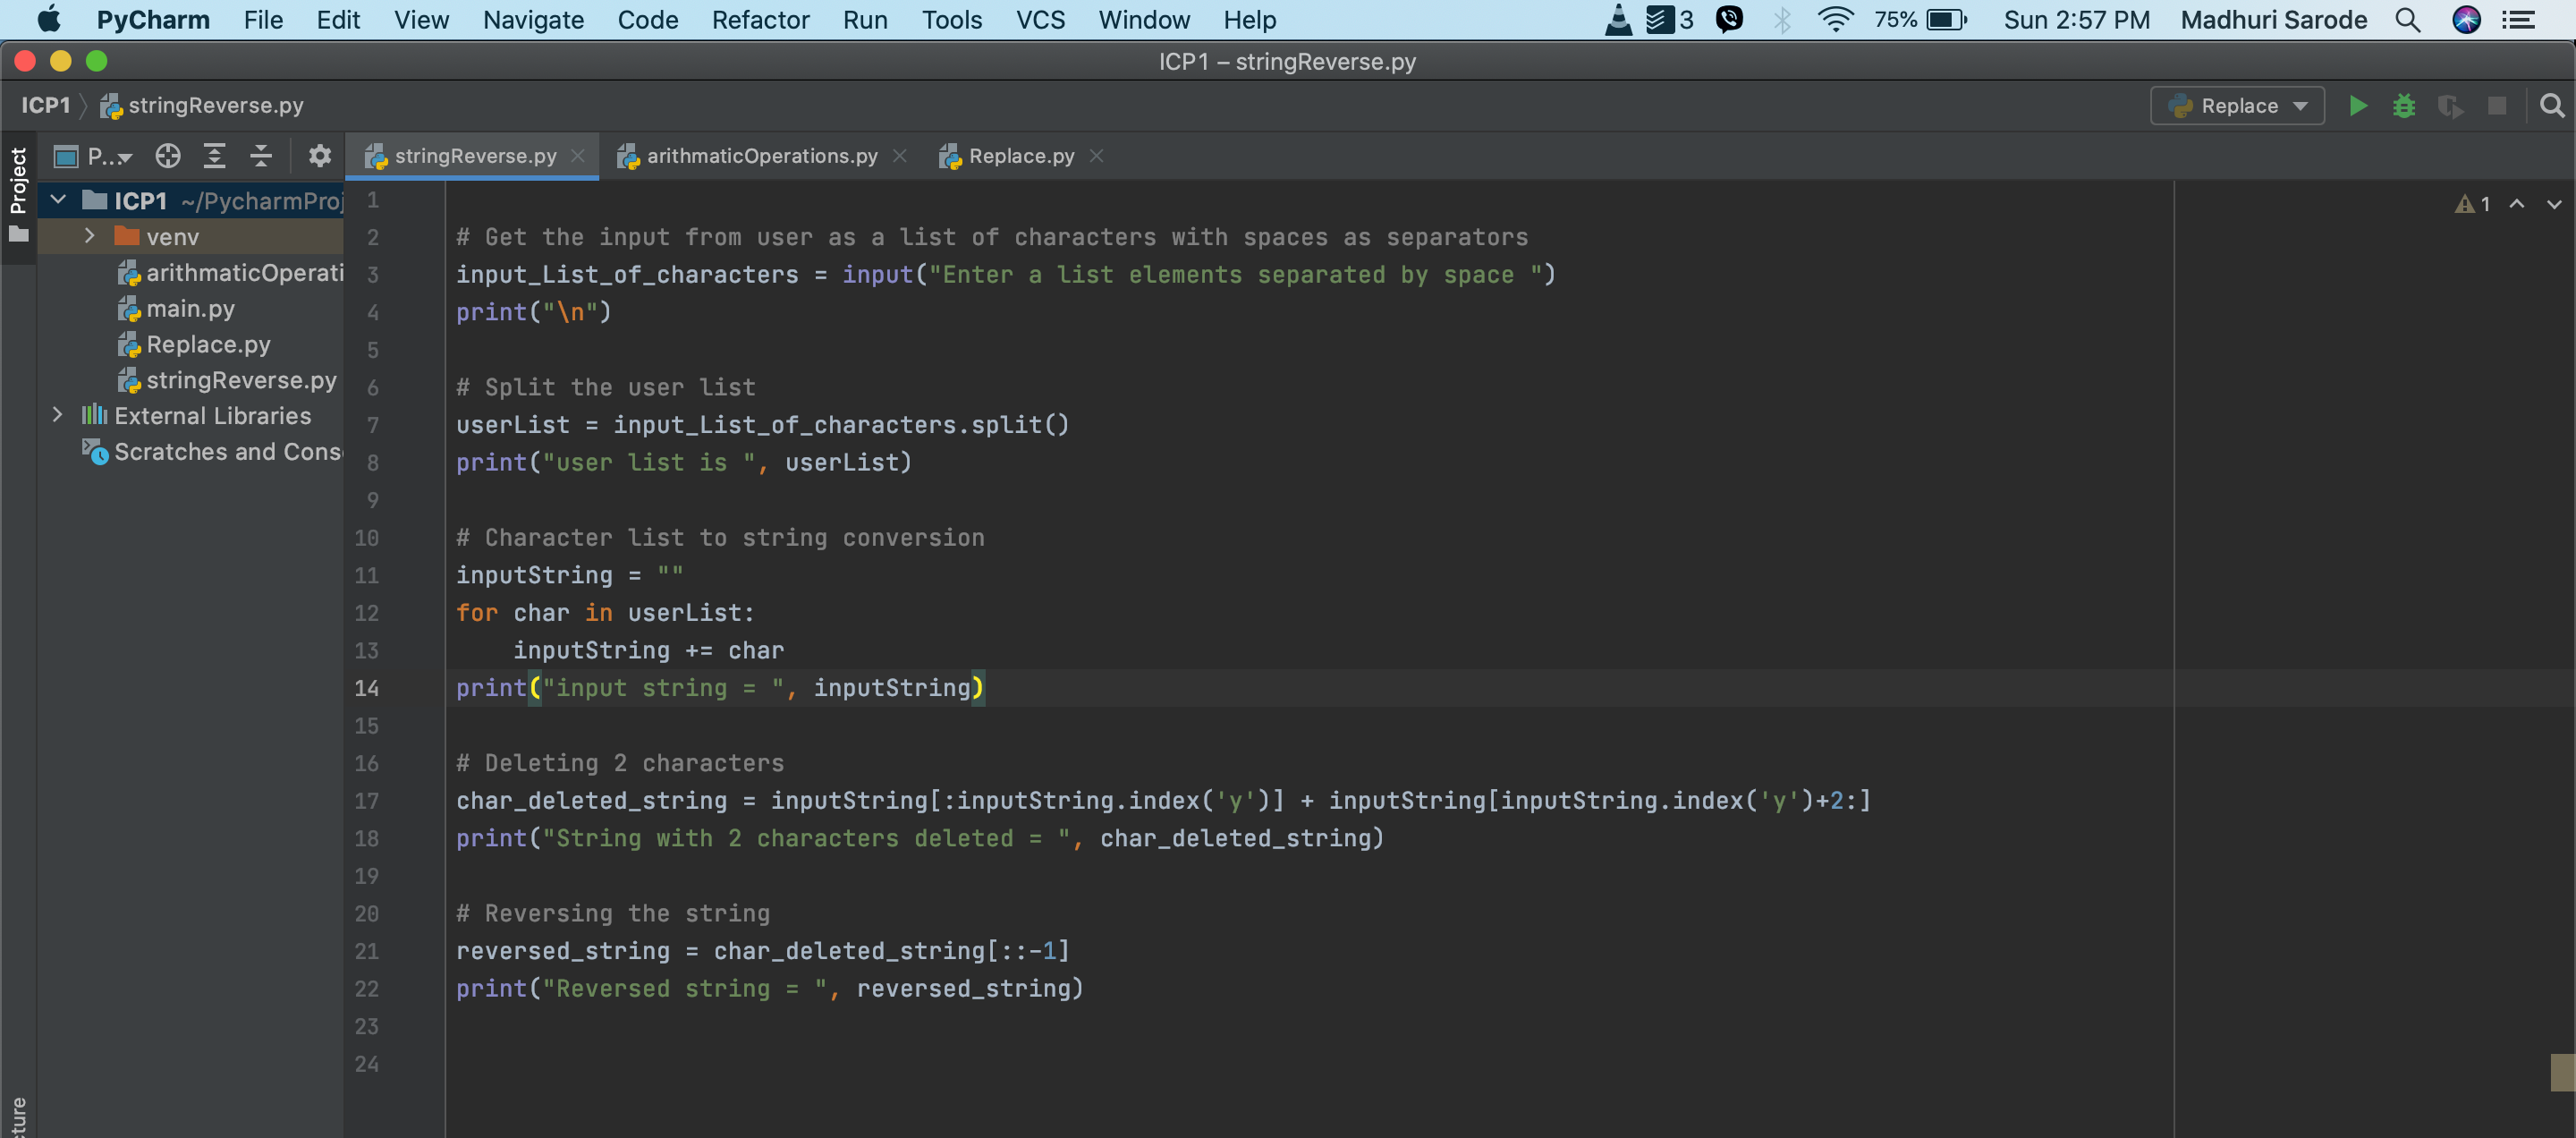 PyCharm File Edit View Navigate Code Refactor Run Tools VCS Window Help 3 75% Sun 2:57 PM Madhuri Sarode
ICP1 – stringReverse.py
ICP1 stringReverse.py Replace
Project
P... stringReverse.py arithmaticOperations.py Replace.py
ICP1 ~/PycharmProj
venv
arithmaticOperati
main.py
Replace.py
stringReverse.py
External Libraries
Scratches and Cons
1
1
2 # Get the input from user as a list of characters with spaces as separators
3 input_List_of_characters = input("Enter a list elements separated by space ")
4 print("\n")
5
6 # Split the user list
7 userList = input_List_of_characters.split()
8 print("user list is ", userList)
9
10 # Character list to string conversion
11 inputString = ""
12 for char in userList:
13     inputString += char
14 print("input string = ", inputString)
15
16 # Deleting 2 characters
17 char_deleted_string = inputString[:inputString.index('y')] + inputString[inputString.index('y')+2:]
18 print("String with 2 characters deleted = ", char_deleted_string)
19
20 # Reversing the string
21 reversed_string = char_deleted_string[::-1]
22 print("Reversed string = ", reversed_string)
23
24
cture